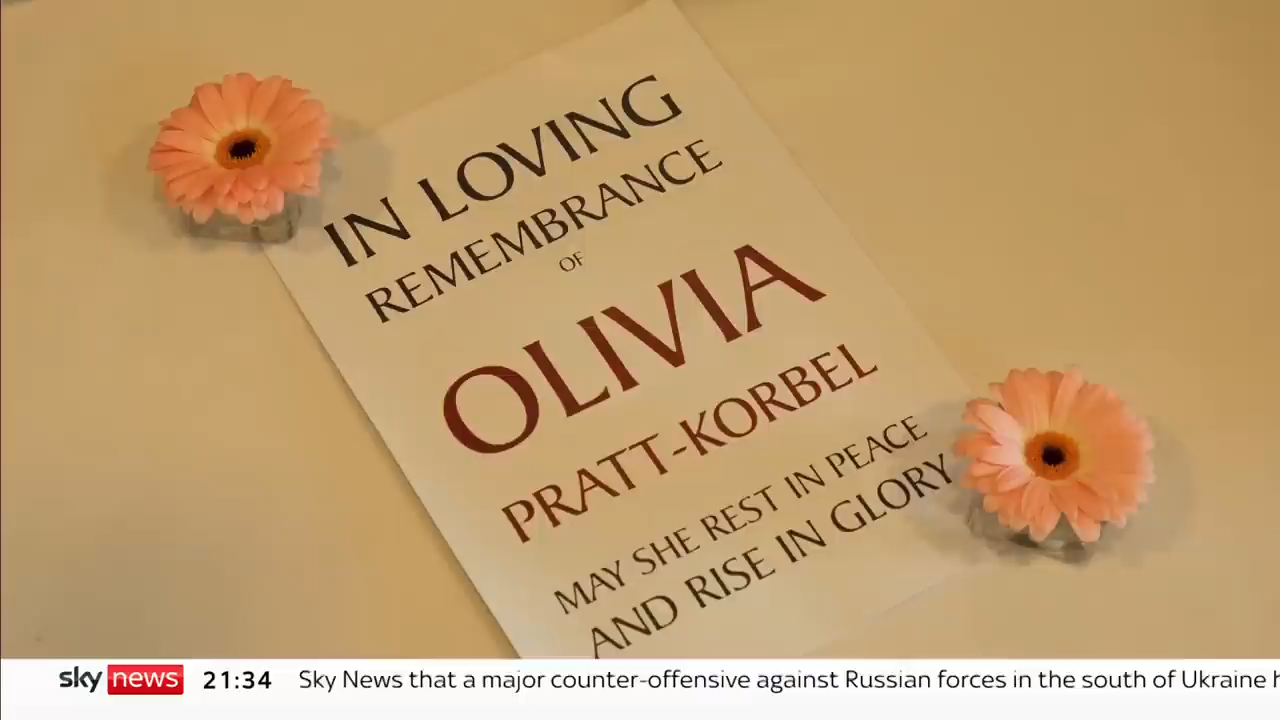 IN LOVING
REMEMBRANCE
OF
OLIVIA
PRATT-KORBEL
MAY SHE REST IN PEACE
AND RISE IN GLORY
sky news 21:34 Sky News that a major counter-offensive against Russian forces in the south of Ukraine